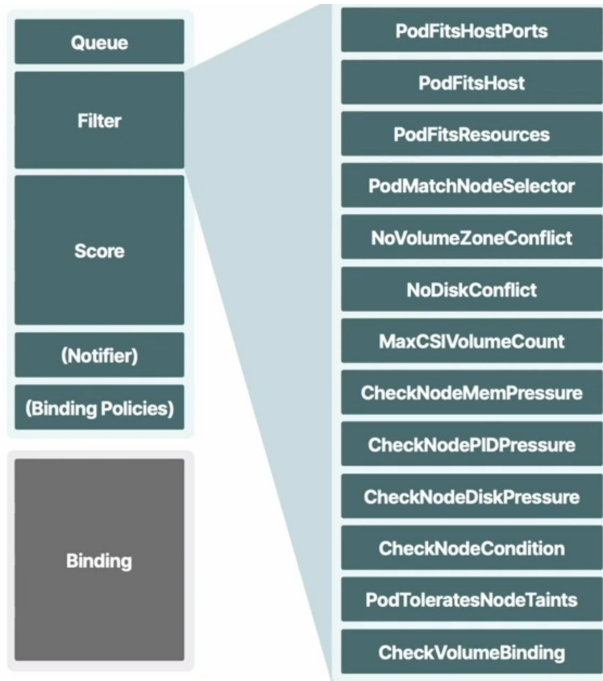 Queue
Filter
Score
(Notifier)
(Binding Policies)
Binding
PodFitsHostPorts
PodFitsHost
PodFitsResources
PodMatchNodeSelector
NoVolumeZoneConflict
NoDiskConflict
MaxCSIVolumeCount
CheckNodeMemPressure
CheckNodePIDPressure
CheckNodeDiskPressure
CheckNodeCondition
PodToleratesNodeTaints
CheckVolumeBinding